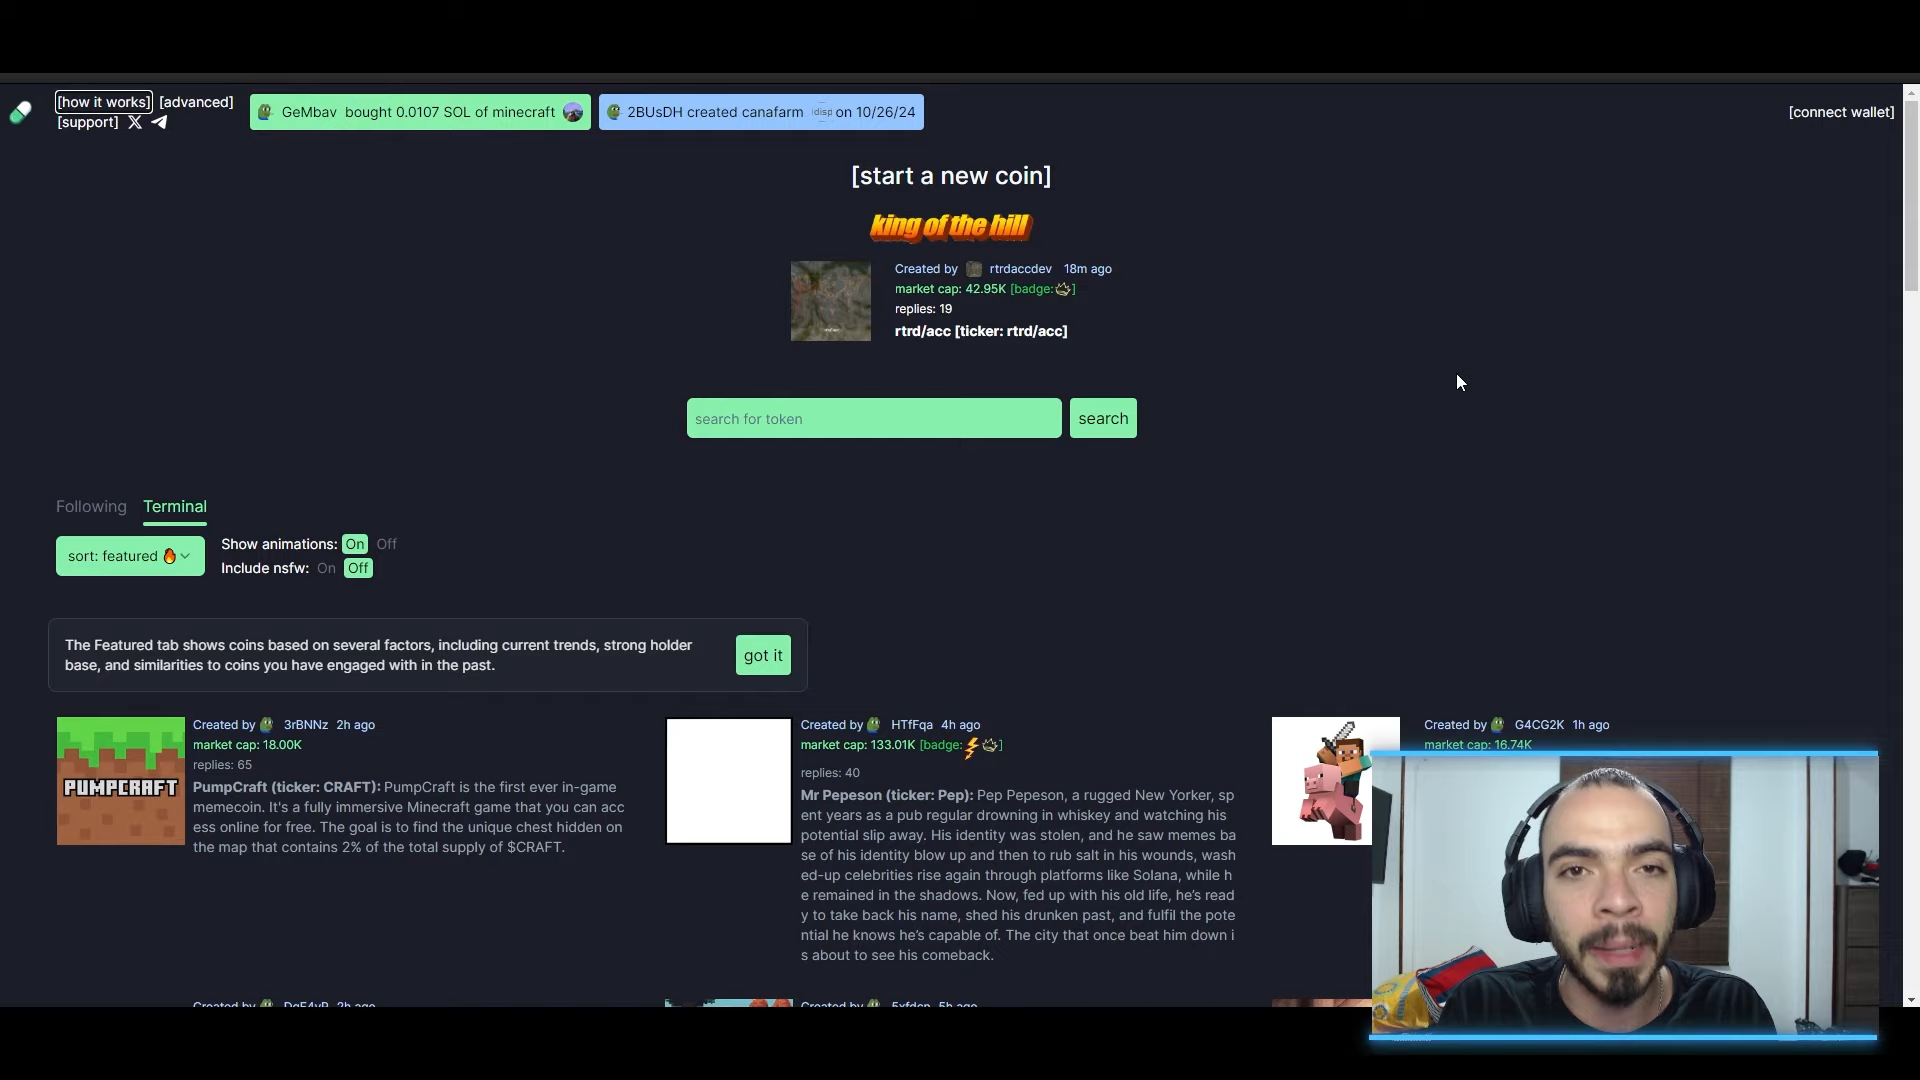 [how it works] [advanced]
[support]
GeMbav bought 0.0107 SOL of minecraft
2BUsDH created canafarm on 10/26/24
[connect wallet]
[start a new coin]
king of the hill
Created by rtrdaccdev 18m ago
market cap: 42.95K [badge: ]
replies: 19
rtrd/acc [ticker: rtrd/acc]
search for token
search
Following Terminal
sort: featured
Show animations: On Off
Include nsfw: On Off
The Featured tab shows coins based on several factors, including current trends, strong holder
base, and similarities to coins you have engaged with in the past.
got it
PUMPCRAFT
Created by 3rBNNz 2h ago
market cap: 18.00K
replies: 65
PumpCraft (ticker: CRAFT): PumpCraft is the first ever in-game
memecoin. It's a fully immersive Minecraft game that you can acc
ess online for free. The goal is to find the unique chest hidden on
the map that contains 2% of the total supply of $CRAFT.
Created by HTfFqa 4h ago
market cap: 133.01K [badge: ]
replies: 40
Mr Pepeson (ticker: Pep): Pep Pepeson, a rugged New Yorker, sp
ent years as a pub regular drowning in whiskey and watching his
potential slip away. His identity was stolen, and he saw memes ba
se of his identity blow up and then to rub salt in his wounds, wash
ed-up celebrities rise again through platforms like Solana, while h
e remained in the shadows. Now, fed up with his old life, he's read
y to take back his name, shed his drunken past, and fulfil the pote
ntial he knows he's capable of. The city that once beat him down i
s about to see his comeback.
Created by G4CG2K 1h ago
market cap: 16.74K
Created by DgE4vP 2h ago
Created by 5xfdcn 5h ago